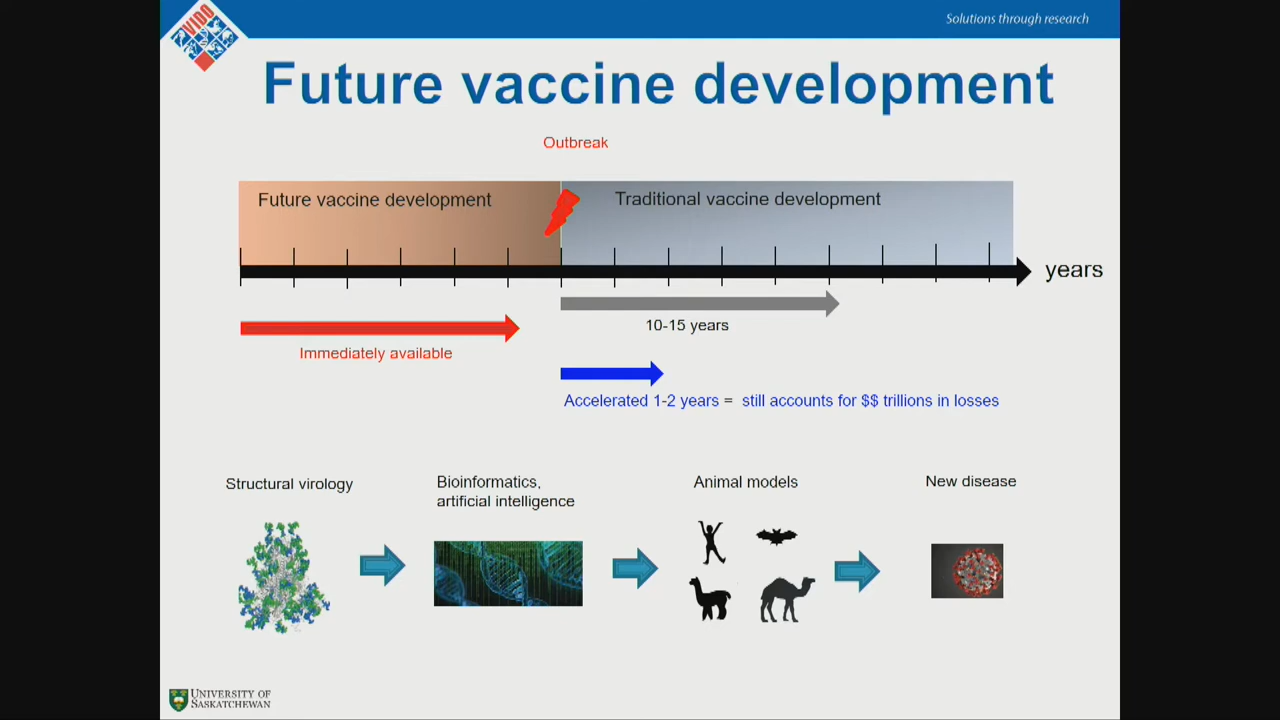 VIDO
Solutions through research
Future vaccine development
Outbreak
Future vaccine development
Traditional vaccine development
years
10-15 years
Immediately available
Accelerated 1-2 years = still accounts for $$ trillions in losses
Structural virology
Bioinformatics,
artificial intelligence
Animal models
New disease
UNIVERSITY OF
SASKATCHEWAN